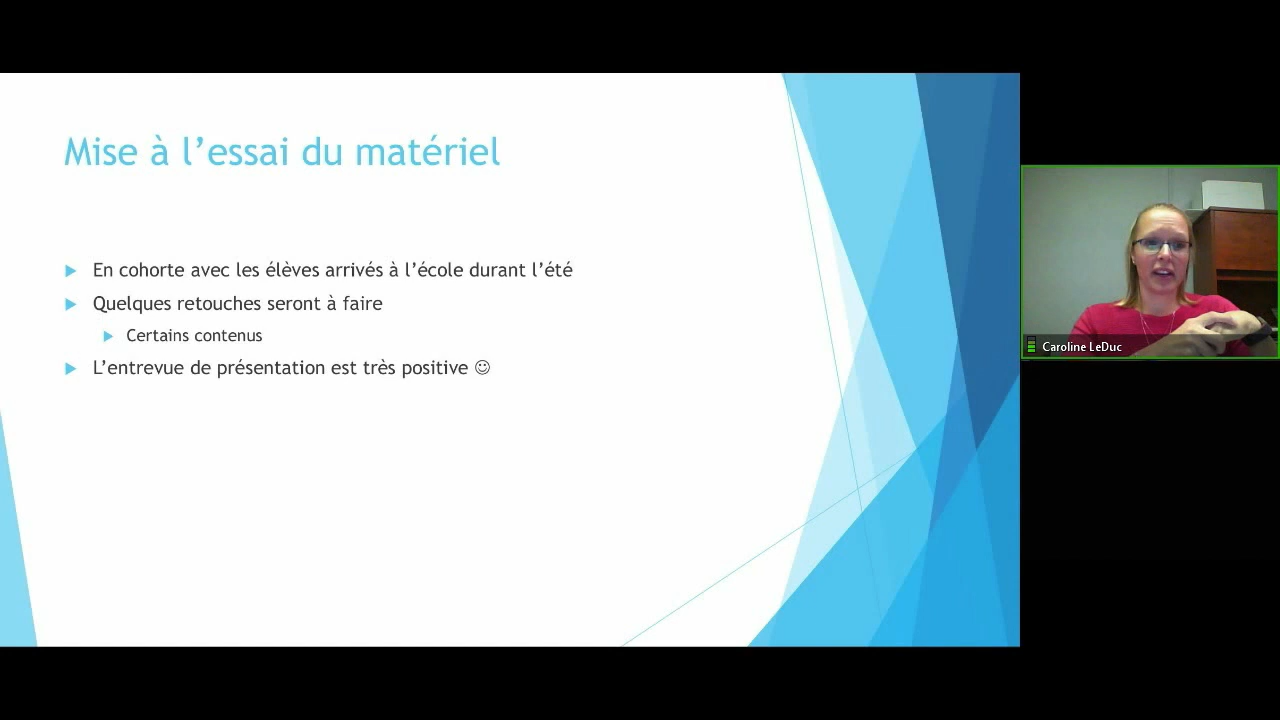 Mise à l’essai du matériel
En cohorte avec les élèves arrivés à l’école durant l’été
Quelques retouches seront à faire
Certains contenus
L’entrevue de présentation est très positive ☺
Caroline LeDuc